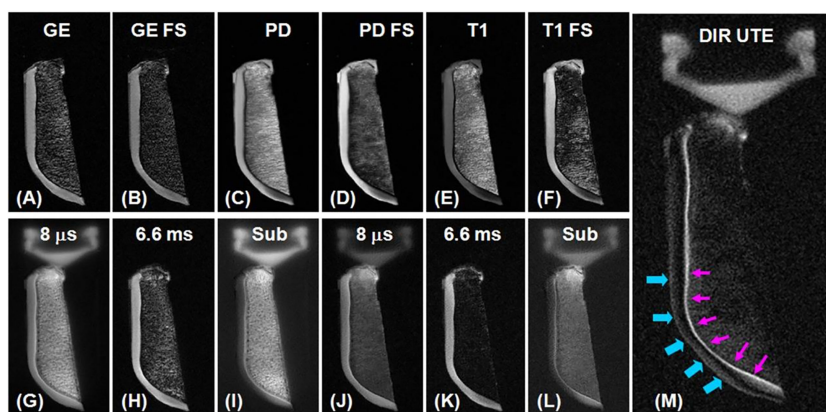 GE
GE FS
PD
PD FS
T1
T1 FS
DIR UTE
(A)
(B)
(C)
(D)
(E)
(F)
8 μs
6.6 ms
Sub
8 μs
6.6 ms
Sub
(G)
(H)
(I)
(J)
(K)
(L)
(M)